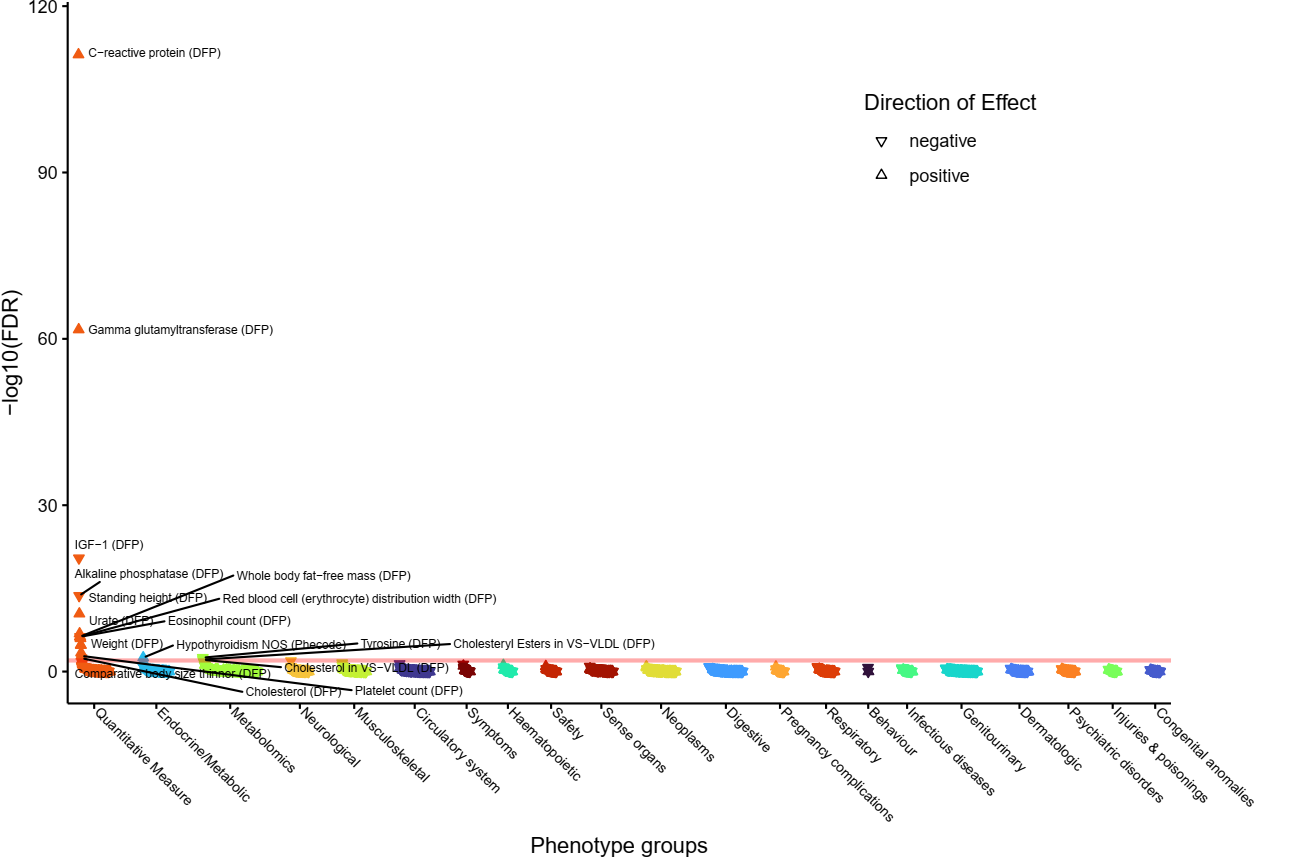 120
C−reactive protein (DFP)
Direction of Effect
negative
positive
90
−log10(FDR)
60
Gamma glutamyltransferase (DFP)
30
IGF−1 (DFP)
Alkaline phosphatase (DFP)
Whole body fat−free mass (DFP)
Standing height (DFP)
Red blood cell (erythrocyte) distribution width (DFP)
Urate (DFP)
Eosinophil count (DFP)
Weight (DFP)
Hypothyroidism NOS (Phecode)
Tyrosine (DFP)
Cholesteryl Esters in VS−VLDL (DFP)
Cholesterol in VS−VLDL (DFP)
0
Comparative body size thinner (DFP)
Cholesterol (DFP)
Platelet count (DFP)
Quantitative Measure
Endocrine/Metabolic
Metabolomics
Neurological
Musculoskeletal
Circulatory system
Symptoms
Haematopoietic
Safety
Sense organs
Neoplasms
Digestive
Pregnancy complications
Respiratory
Behaviour
Infectious diseases
Genitourinary
Dermatologic
Psychiatric disorders
Injuries & poisonings
Congenital anomalies
Phenotype groups